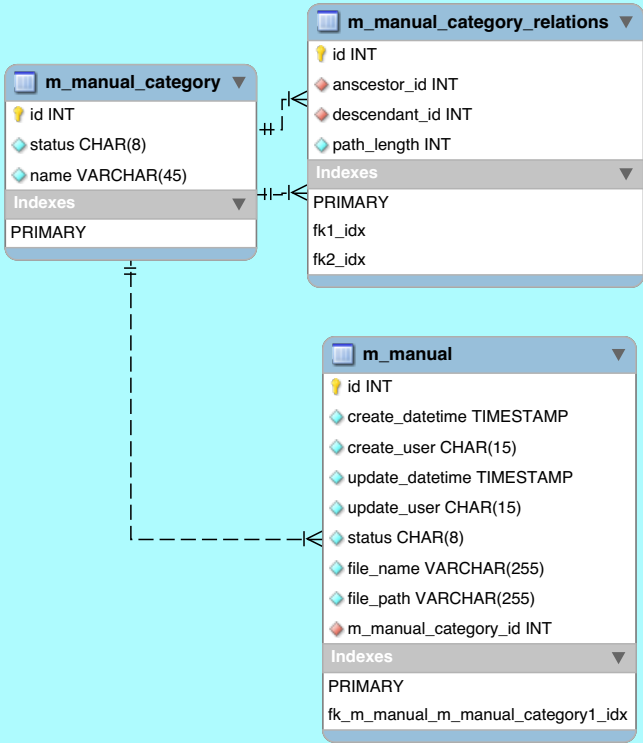 m_manual_category
id INT
status CHAR(8)
name VARCHAR(45)
Indexes
PRIMARY
m_manual_category_relations
id INT
anscestor_id INT
descendant_id INT
path_length INT
Indexes
PRIMARY
fk1_idx
fk2_idx
m_manual
id INT
create_datetime TIMESTAMP
create_user CHAR(15)
update_datetime TIMESTAMP
update_user CHAR(15)
status CHAR(8)
file_name VARCHAR(255)
file_path VARCHAR(255)
m_manual_category_id INT
Indexes
PRIMARY
fk_m_manual_m_manual_category1_idx